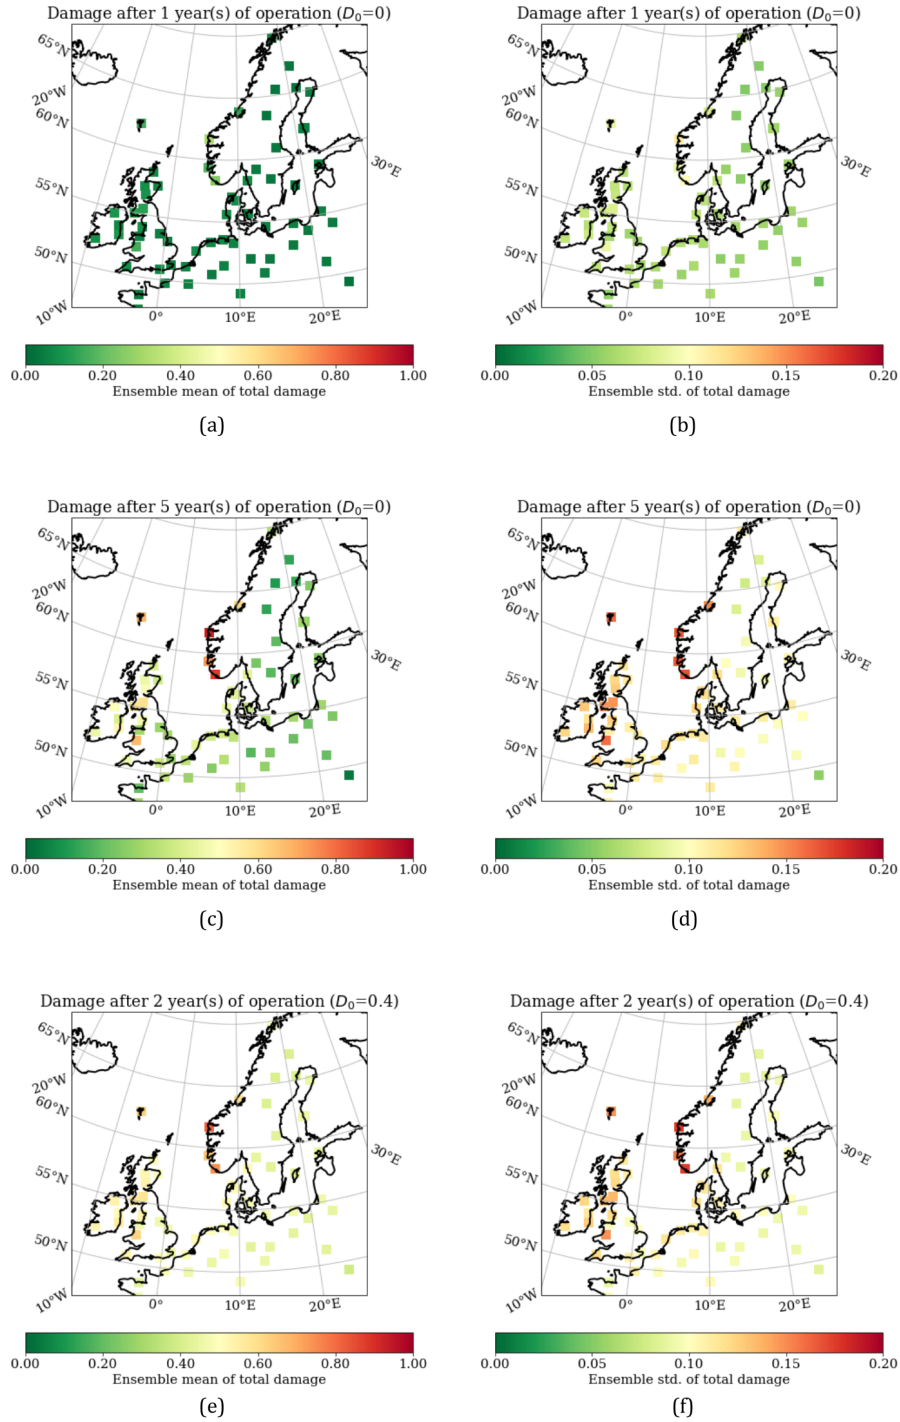 Damage after 1 year(s) of operation (D₀=0)
65°N
20°W
60°N
55°N
50°N
10°W
0°
10°E
20°E
30°E
0.00 0.20 0.40 0.60 0.80 1.00
Ensemble mean of total damage
(a)
Damage after 1 year(s) of operation (D₀=0)
65°N
20°W
60°N
55°N
50°N
10°W
0°
10°E
20°E
30°E
0.00 0.05 0.10 0.15 0.20
Ensemble std. of total damage
(b)
Damage after 5 year(s) of operation (D₀=0)
65°N
20°W
60°N
55°N
50°N
10°W
0°
10°E
20°E
30°E
0.00 0.20 0.40 0.60 0.80 1.00
Ensemble mean of total damage
(c)
Damage after 5 year(s) of operation (D₀=0)
65°N
20°W
60°N
55°N
50°N
10°W
0°
10°E
20°E
30°E
0.00 0.05 0.10 0.15 0.20
Ensemble std. of total damage
(d)
Damage after 2 year(s) of operation (D₀=0.4)
65°N
20°W
60°N
55°N
50°N
10°W
0°
10°E
20°E
30°E
0.00 0.20 0.40 0.60 0.80 1.00
Ensemble mean of total damage
(e)
Damage after 2 year(s) of operation (D₀=0.4)
65°N
20°W
60°N
55°N
50°N
10°W
0°
10°E
20°E
30°E
0.00 0.05 0.10 0.15 0.20
Ensemble std. of total damage
(f)